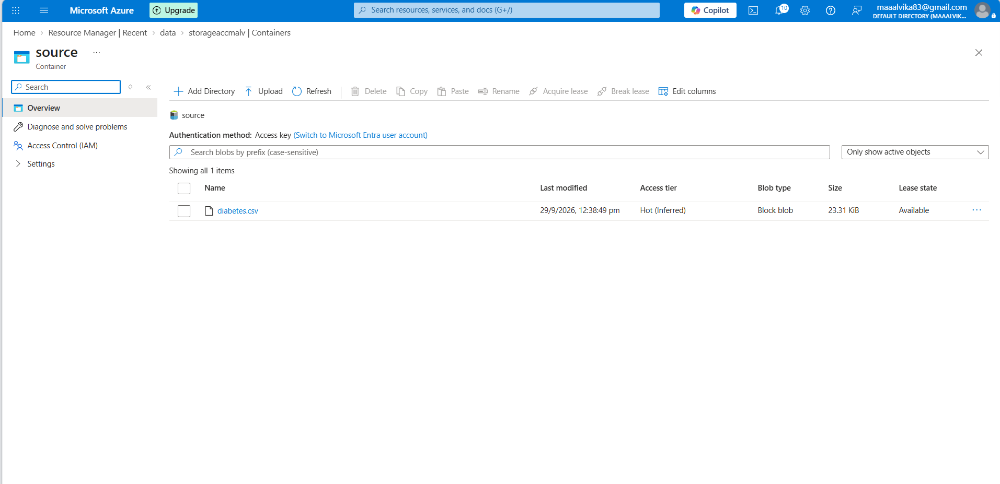 Microsoft Azure
Upgrade
Search resources, services, and docs (G+/)
Copilot
10
maaalvika83@gmail.com
DEFAULT DIRECTORY (MAAALVIK...
Home > Resource Manager | Recent > data > storageaccmalv | Containers
source ...
Container
Search
Overview
Diagnose and solve problems
Access Control (IAM)
Settings
Add Directory Upload Refresh Delete Copy Paste Rename Acquire lease Break lease Edit columns
source
Authentication method: Access key (Switch to Microsoft Entra user account)
Search blobs by prefix (case-sensitive)
Only show active objects
Showing all 1 items
Name Last modified Access tier Blob type Size Lease state
diabetes.csv 29/9/2026, 12:38:49 pm Hot (Inferred) Block blob 23.31 KiB Available ...